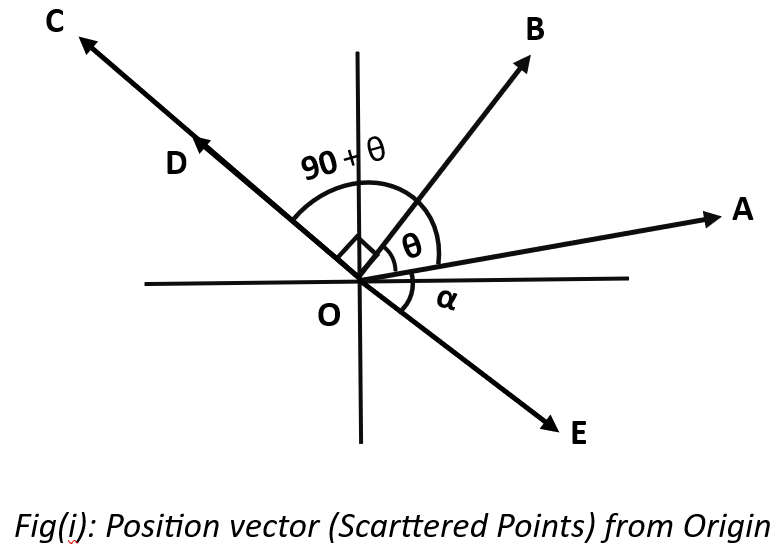 C
B
90 + θ
D
A
θ
α
O
E
Fig(i): Position vector (Scarttered Points) from Origin